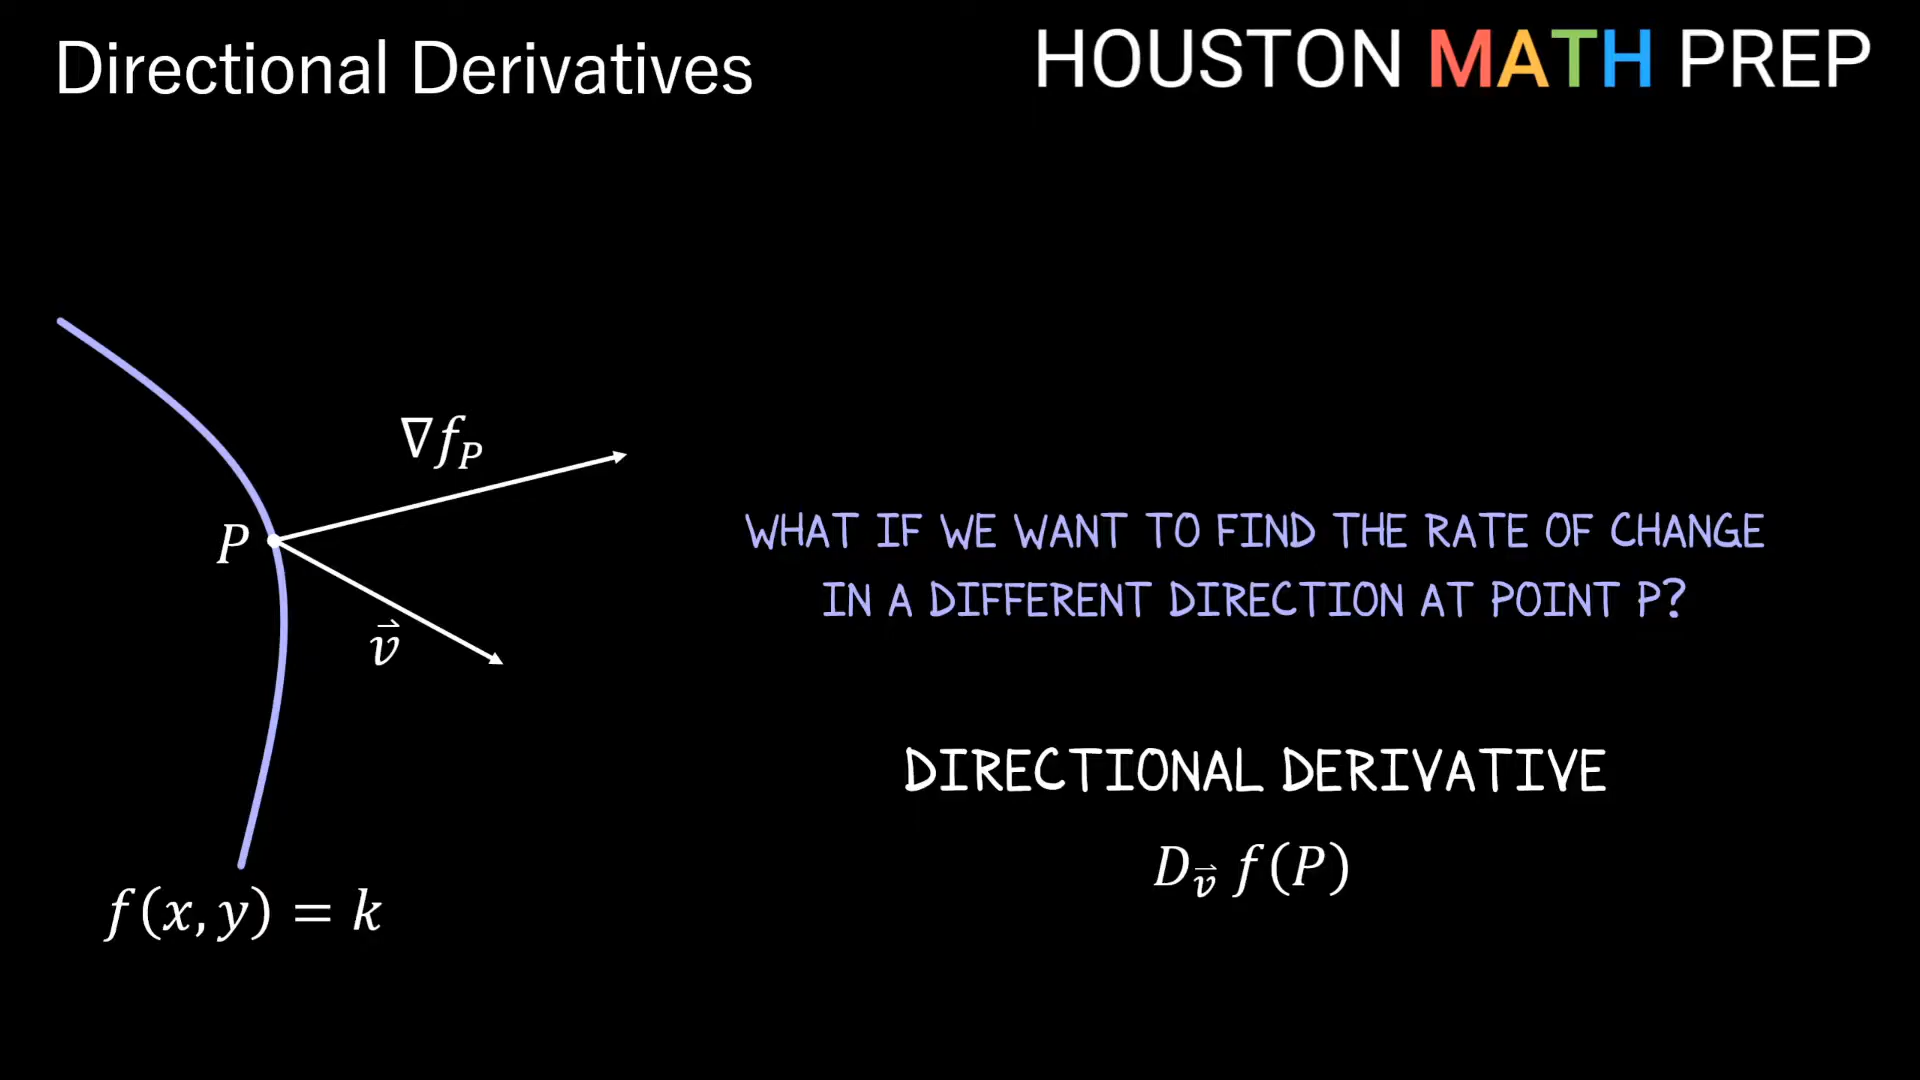 Directional Derivatives
HOUSTON MATH PREP
∇f_P
P
WHAT IF WE WANT TO FIND THE RATE OF CHANGE
IN A DIFFERENT DIRECTION AT POINT P?
v⃗
DIRECTIONAL DERIVATIVE
D_v⃗ f(P)
f(x, y) = k